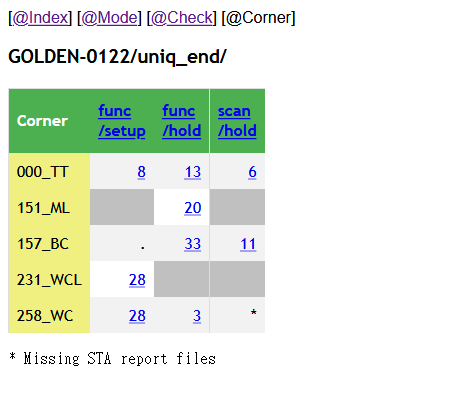 [@Index] [@Mode] [@Check] [@Corner]
GOLDEN-0122/uniq_end/
Corner func /setup func /hold scan /hold
000_TT 8 13 6
151_ML 20
157_BC . 33 11
231_WCL 28
258_WC 28 3 *
* Missing STA report files